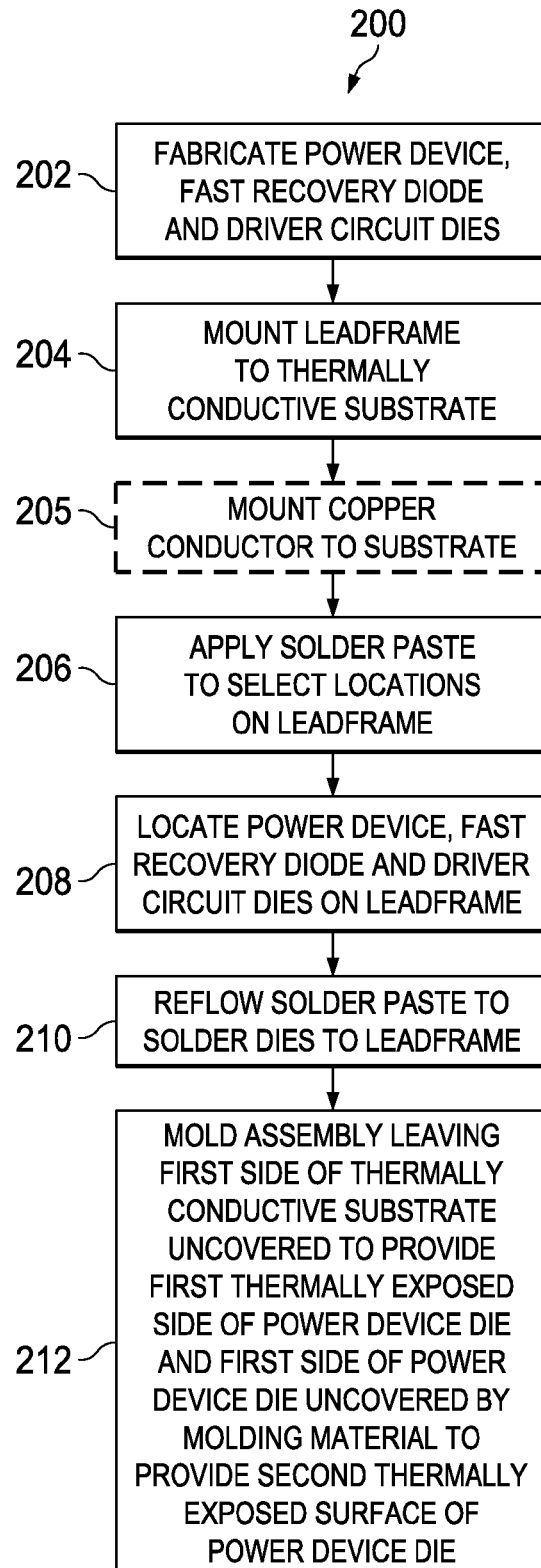 200
202
FABRICATE POWER DEVICE,
FAST RECOVERY DIODE
AND DRIVER CIRCUIT DIES
204
MOUNT LEADFRAME
TO THERMALLY
CONDUCTIVE SUBSTRATE
205
MOUNT COPPER
CONDUCTOR TO SUBSTRATE
206
APPLY SOLDER PASTE
TO SELECT LOCATIONS
ON LEADFRAME
208
LOCATE POWER DEVICE, FAST
RECOVERY DIODE AND DRIVER
CIRCUIT DIES ON LEADFRAME
210
REFLOW SOLDER PASTE TO
SOLDER DIES TO LEADFRAME
212
MOLD ASSEMBLY LEAVING
FIRST SIDE OF THERMALLY
CONDUCTIVE SUBSTRATE
UNCOVERED TO PROVIDE
FIRST THERMALLY EXPOSED
SIDE OF POWER DEVICE DIE
AND FIRST SIDE OF POWER
DEVICE DIE UNCOVERED BY
MOLDING MATERIAL TO
PROVIDE SECOND THERMALLY
EXPOSED SURFACE OF
POWER DEVICE DIE